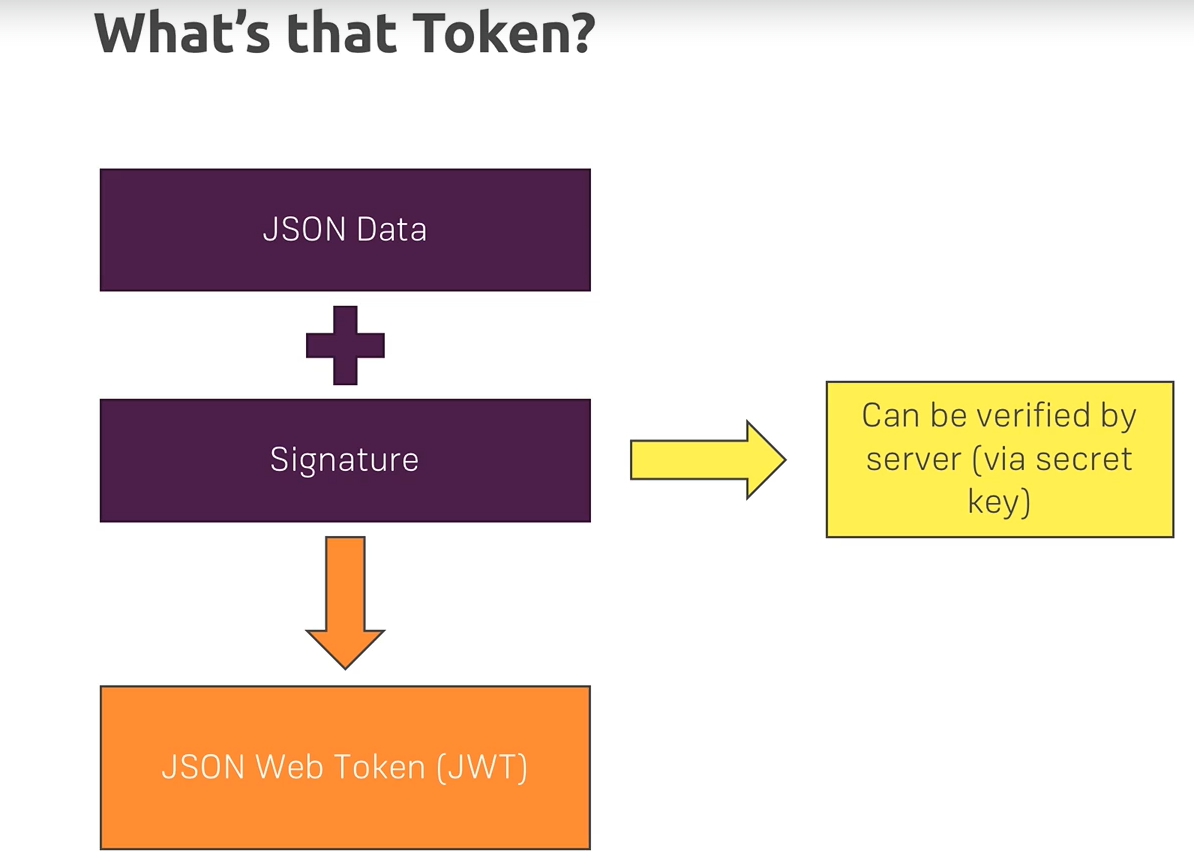 What's that Token?
JSON Data
Signature
Can be verified by
server (via secret
key)
JSON Web Token (JWT)